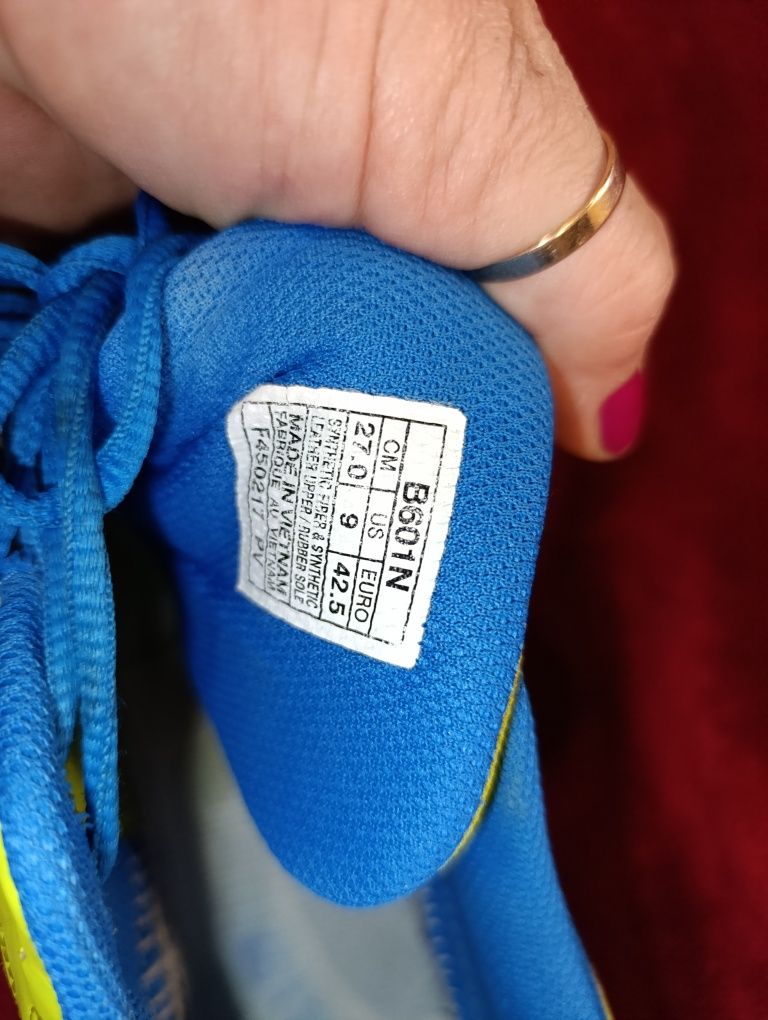 B601N
CM US EURO
27.0 9 42.5
SYNTHETIC FIBER & SYNTHETIC
LEATHER UPPER / RUBBER SOLE
MADE IN VIETNAM
FABRIQUE AU VIETNAM
F450217 PV